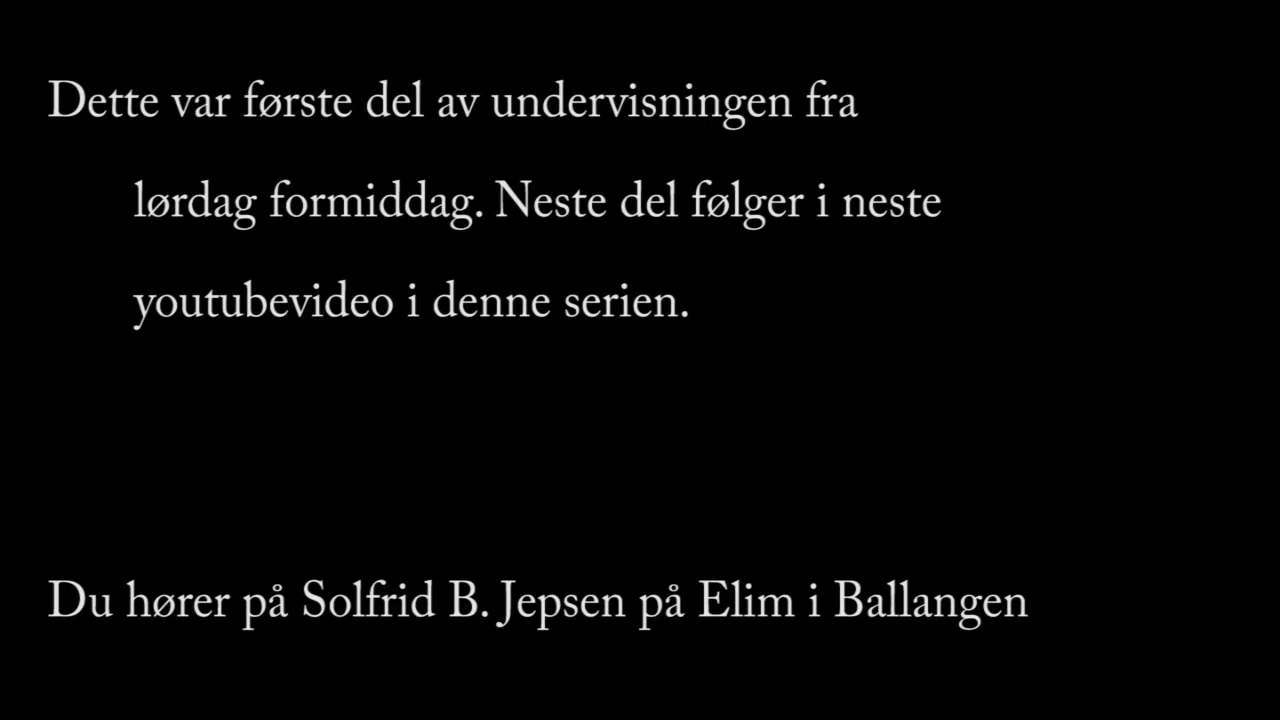 Dette var første del av undervisningen fra
lørdag formiddag. Neste del følger i neste
youtubevideo i denne serien.
Du hører på Solfrid B. Jepsen på Elim i Ballangen